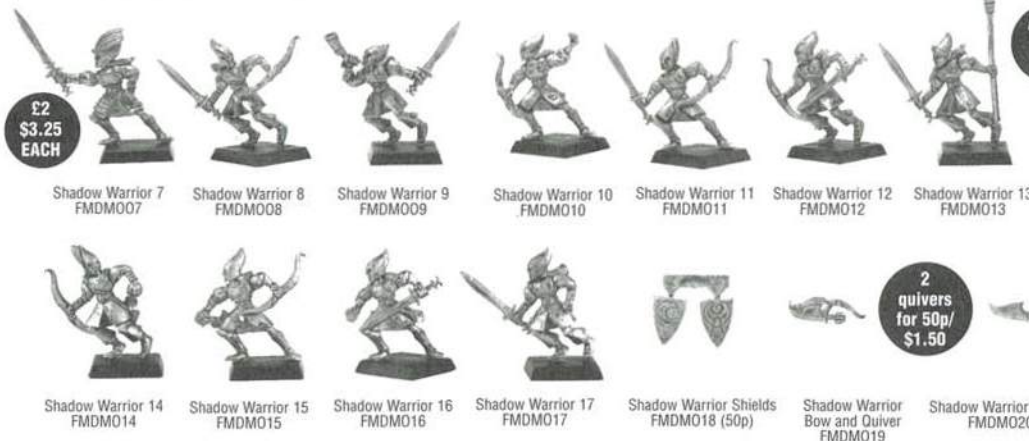 £2
$3.25
EACH
Shadow Warrior 7
FMDMO07
Shadow Warrior 8
FMDMO08
Shadow Warrior 9
FMDMO09
Shadow Warrior 10
FMDMO10
Shadow Warrior 11
FMDMO11
Shadow Warrior 12
FMDMO12
Shadow Warrior 13
FMDMO13
2
quivers
for 50p/
$1.50
Shadow Warrior 14
FMDMO14
Shadow Warrior 15
FMDMO15
Shadow Warrior 16
FMDMO16
Shadow Warrior 17
FMDMO17
Shadow Warrior Shields
FMDMO18 (50p)
Shadow Warrior
Bow and Quiver
FMDMO19
Shadow Warrior
FMDMO20